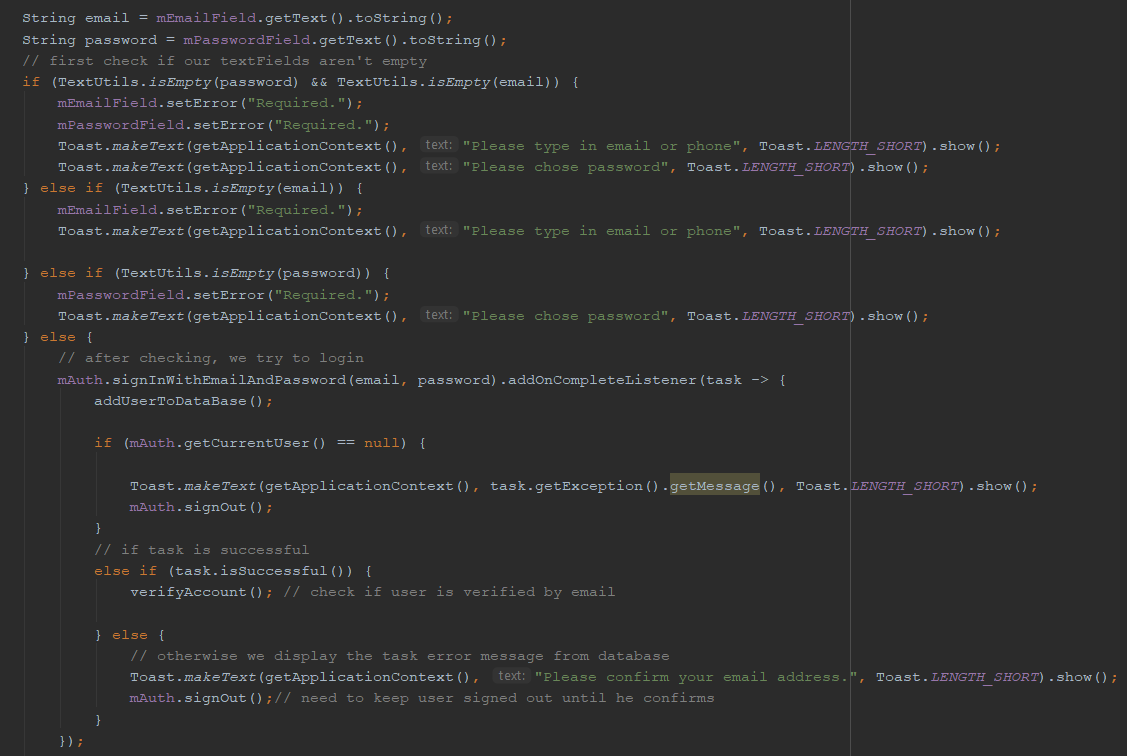 String email = mEmailField.getText().toString();
String password = mPasswordField.getText().toString();
// first check if our textFields aren't empty
if (TextUtils.isEmpty(password) && TextUtils.isEmpty(email)) {
mEmailField.setError("Required.");
mPasswordField.setError("Required.");
Toast.makeText(getApplicationContext(), text: "Please type in email or phone", Toast.LENGTH_SHORT).show();
Toast.makeText(getApplicationContext(), text: "Please chose password", Toast.LENGTH_SHORT).show();
} else if (TextUtils.isEmpty(email)) {
mEmailField.setError("Required.");
Toast.makeText(getApplicationContext(), text: "Please type in email or phone", Toast.LENGTH_SHORT).show();
} else if (TextUtils.isEmpty(password)) {
mPasswordField.setError("Required.");
Toast.makeText(getApplicationContext(), text: "Please chose password", Toast.LENGTH_SHORT).show();
} else {
// after checking, we try to login
mAuth.signInWithEmailAndPassword(email, password).addOnCompleteListener(task -> {
addUserToDataBase();
if (mAuth.getCurrentUser() == null) {
Toast.makeText(getApplicationContext(), task.getException().getMessage(), Toast.LENGTH_SHORT).show();
mAuth.signOut();
}
// if task is successful
else if (task.isSuccessful()) {
verifyAccount(); // check if user is verified by email
} else {
// otherwise we display the task error message from database
Toast.makeText(getApplicationContext(), text: "Please confirm your email address.", Toast.LENGTH_SHORT).show();
mAuth.signOut();// need to keep user signed out until he confirms
}
});